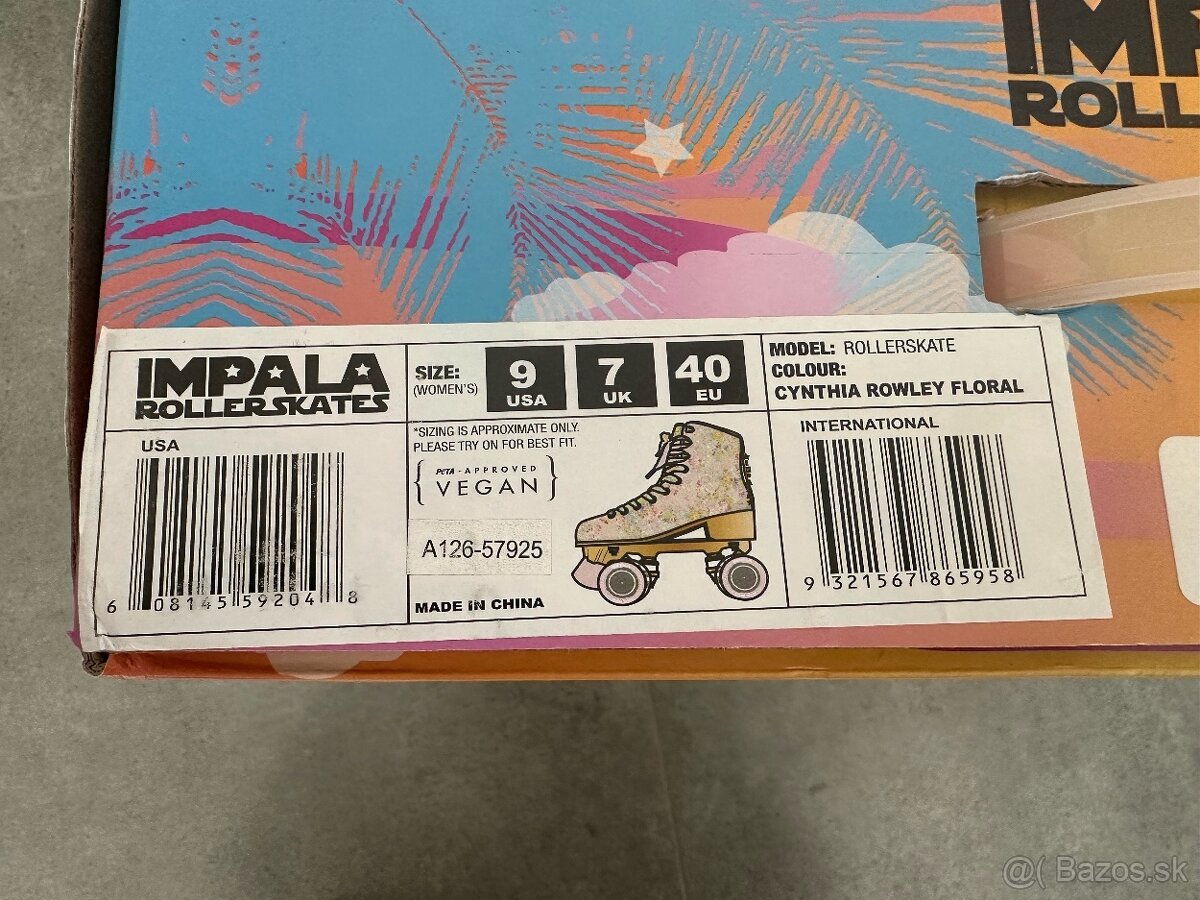 ROLL
IMPALA
ROLLERSKATES
SIZE:
(WOMEN'S)
9
USA
7
UK
40
EU
MODEL: ROLLERSKATE
COLOUR:
CYNTHIA ROWLEY FLORAL
USA
6 08145 59204 8
*SIZING IS APPROXIMATE ONLY.
PLEASE TRY ON FOR BEST FIT.
PETA - APPROVED
VEGAN
A126-57925
MADE IN CHINA
INTERNATIONAL
9 321567 865958
@( Bazos.sk